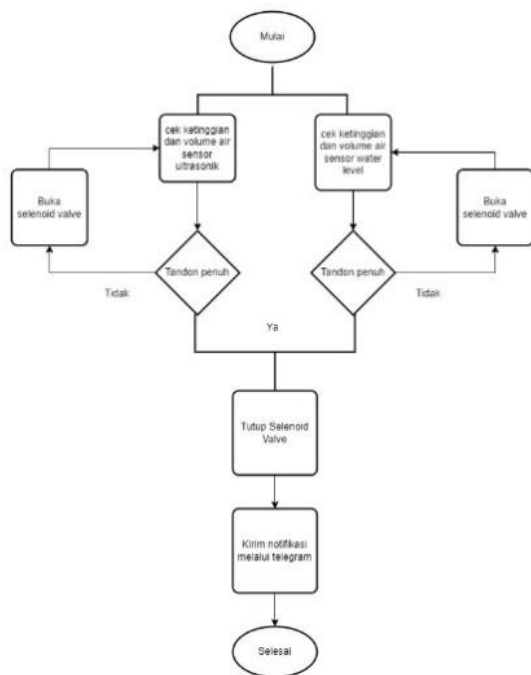 Mulai
cek ketinggian
dan volume air
sensor
ultrasonik
cek ketinggian
dan volume air
sensor water
level
Buka
selenoid valve
Buka
selenoid valve
Tandon penuh
Tandon penuh
Tidak
Tidak
Ya
Tutup Selenoid
Valve
Kirim notifikasi
melalui telegram
Selesai